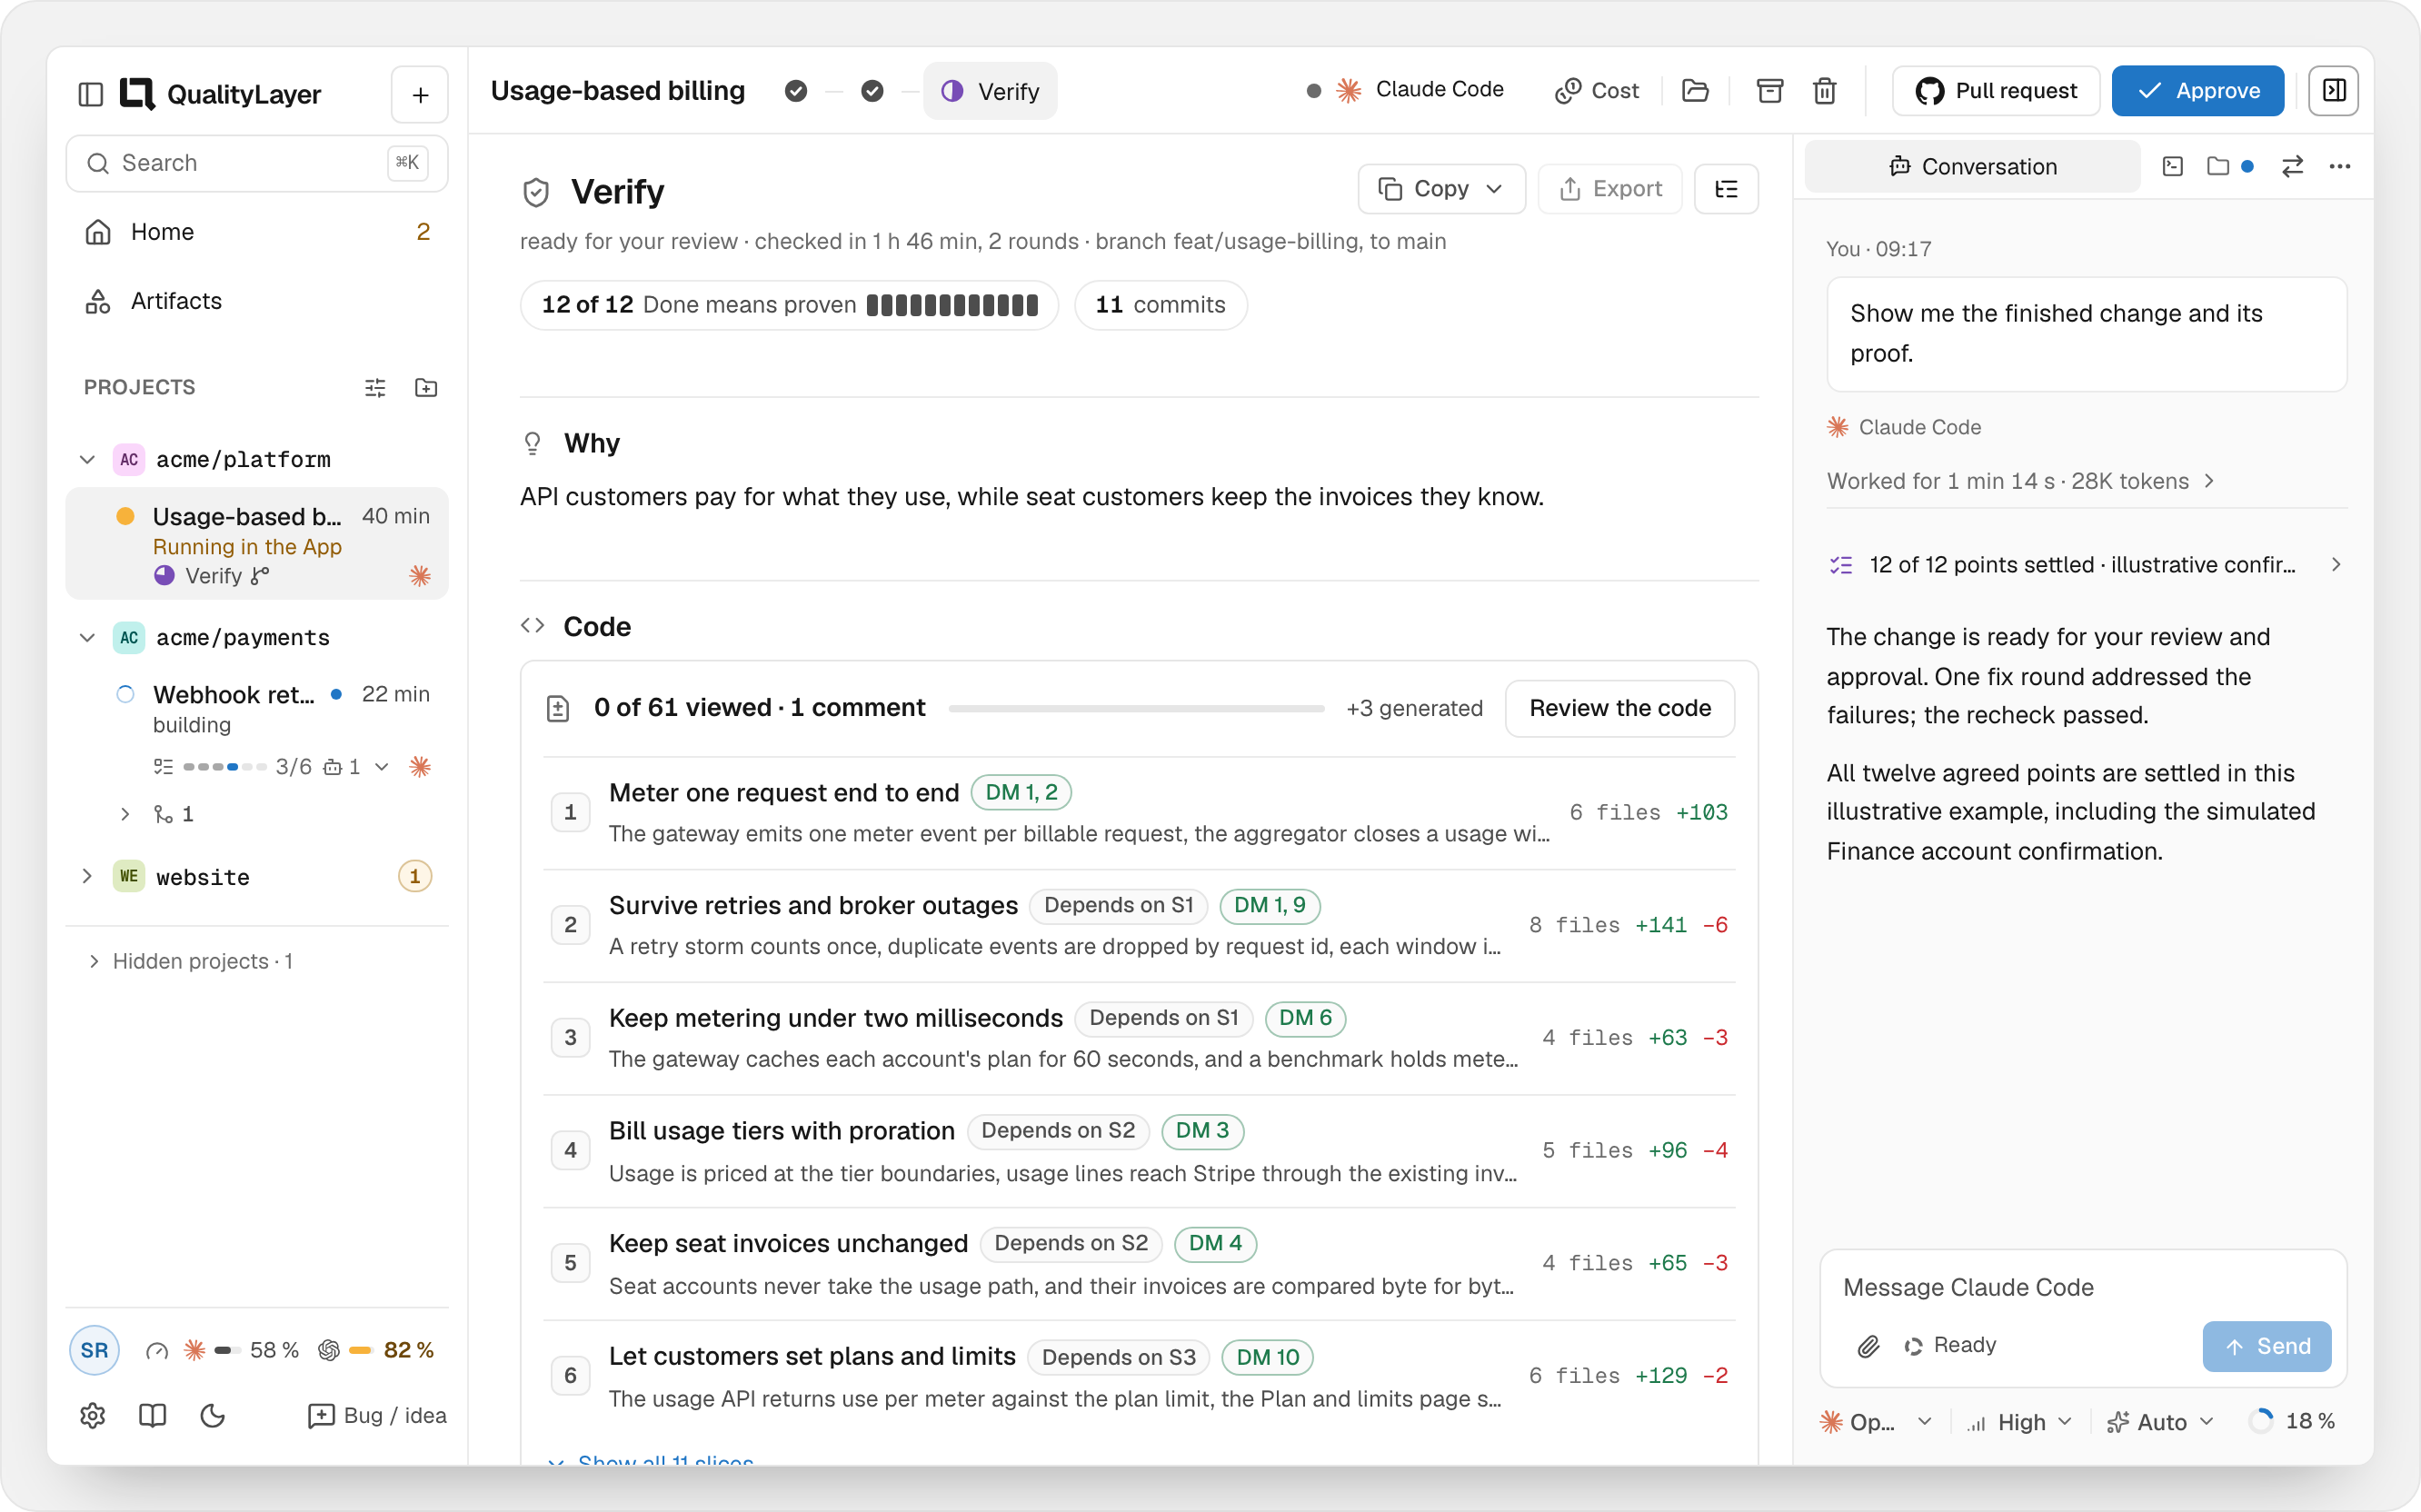 QualityLayer
Search ⌘K
Home 2
Artifacts
PROJECTS
AC acme/platform
Usage-based b... 40 min
Running in the App
Verify
AC acme/payments
Webhook ret... 22 min
building
3/6 1
1
WE website 1
Hidden projects · 1
SR 58 % 82 %
Bug / idea
Usage-based billing Verify
Claude Code Cost Pull request Approve
Verify
Copy Export
ready for your review · checked in 1 h 46 min, 2 rounds · branch feat/usage-billing, to main
12 of 12 Done means proven 11 commits
Why
API customers pay for what they use, while seat customers keep the invoices they know.
Code
0 of 61 viewed · 1 comment +3 generated Review the code
1 Meter one request end to end DM 1, 2 6 files +103
The gateway emits one meter event per billable request, the aggregator closes a usage wi...
2 Survive retries and broker outages Depends on S1 DM 1, 9 8 files +141 −6
A retry storm counts once, duplicate events are dropped by request id, each window i...
3 Keep metering under two milliseconds Depends on S1 DM 6 4 files +63 −3
The gateway caches each account's plan for 60 seconds, and a benchmark holds mete...
4 Bill usage tiers with proration Depends on S2 DM 3 5 files +96 −4
Usage is priced at the tier boundaries, usage lines reach Stripe through the existing inv...
5 Keep seat invoices unchanged Depends on S2 DM 4 4 files +65 −3
Seat accounts never take the usage path, and their invoices are compared byte for byt...
6 Let customers set plans and limits Depends on S3 DM 10 6 files +129 −2
The usage API returns use per meter against the plan limit, the Plan and limits page s...
Show all 11 slices
Conversation
You · 09:17
Show me the finished change and its
proof.
Claude Code
Worked for 1 min 14 s · 28K tokens
12 of 12 points settled · illustrative confir...
The change is ready for your review and
approval. One fix round addressed the
failures; the recheck passed.
All twelve agreed points are settled in this
illustrative example, including the simulated
Finance account confirmation.
Message Claude Code
Ready Send
Op... High Auto 18 %